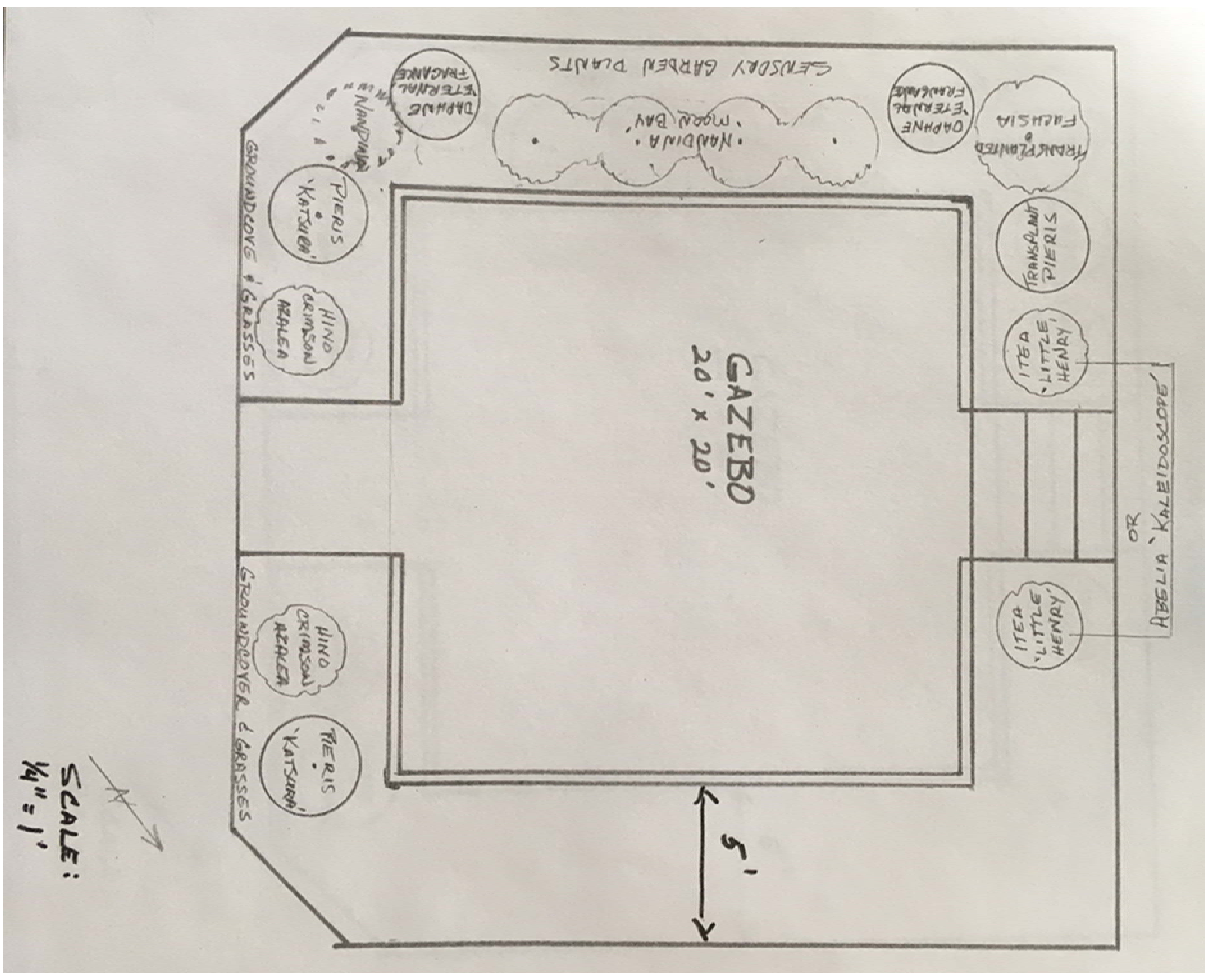 SENSORY GARDEN PLANTS
DAPHNE
'ETERNAL
FRAGANCE'
NANDINA
'NANDINA'
'MOON BAY'
DAPHNE
'ETERNAL
FRAGRANCE'
TRANSPLANTED
FUCHSIA
PIERIS
'KATSURA'
TRANSPLANT
PIERIS
GROUNDCOVE & GRASSES
HINO
CRIMSON
AZALEA
ITEA
'LITTLE
HENRY'
GAZEBO
20' x 20'
OR
ABELIA 'KALEIDOSCOPE'
GROUNDCOVER & GRASSES
HINO
CRIMSON
AZALEA
ITEA
'LITTLE
HENRY'
PIERIS
'KATSURA'
5'
N
SCALE:
1/4" = 1'